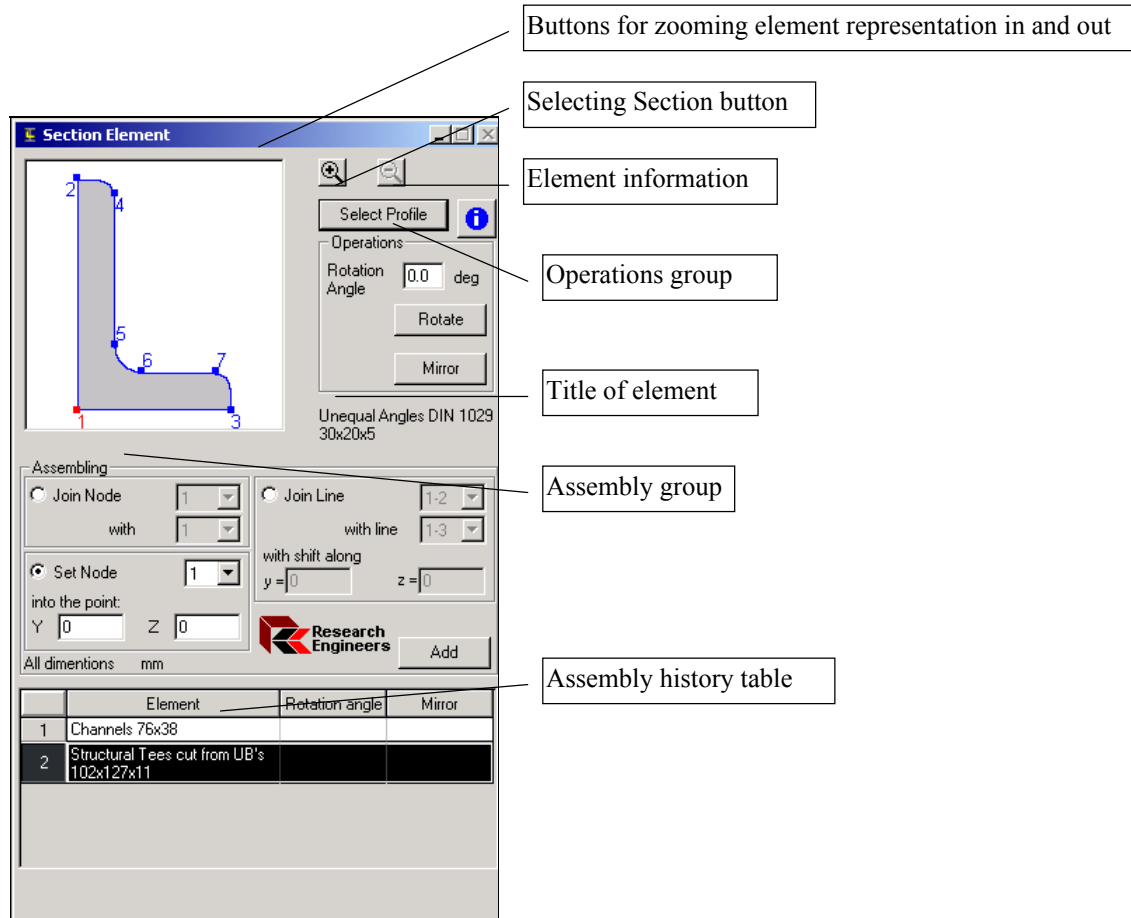 Buttons for zooming element representation in and out
Selecting Section button
Section Element
Element information
2
4
5
6
7
1
3
Select Profile
Operations
Rotation
Angle
0.0
deg
Rotate
Mirror
Operations group
Title of element
Unequal Angles DIN 1029
30x20x5
Assembly group
Assembling
Join Node
1
with
1
Join Line
1-2
with line
1-3
with shift along
y =
0
z =
0
Set Node
1
into the point:
Y
0
Z
0
Research
Engineers
Add
All dimentions mm
Assembly history table
Element Rotation angle Mirror
1 Channels 76x38
2 Structural Tees cut from UB's
102x127x11